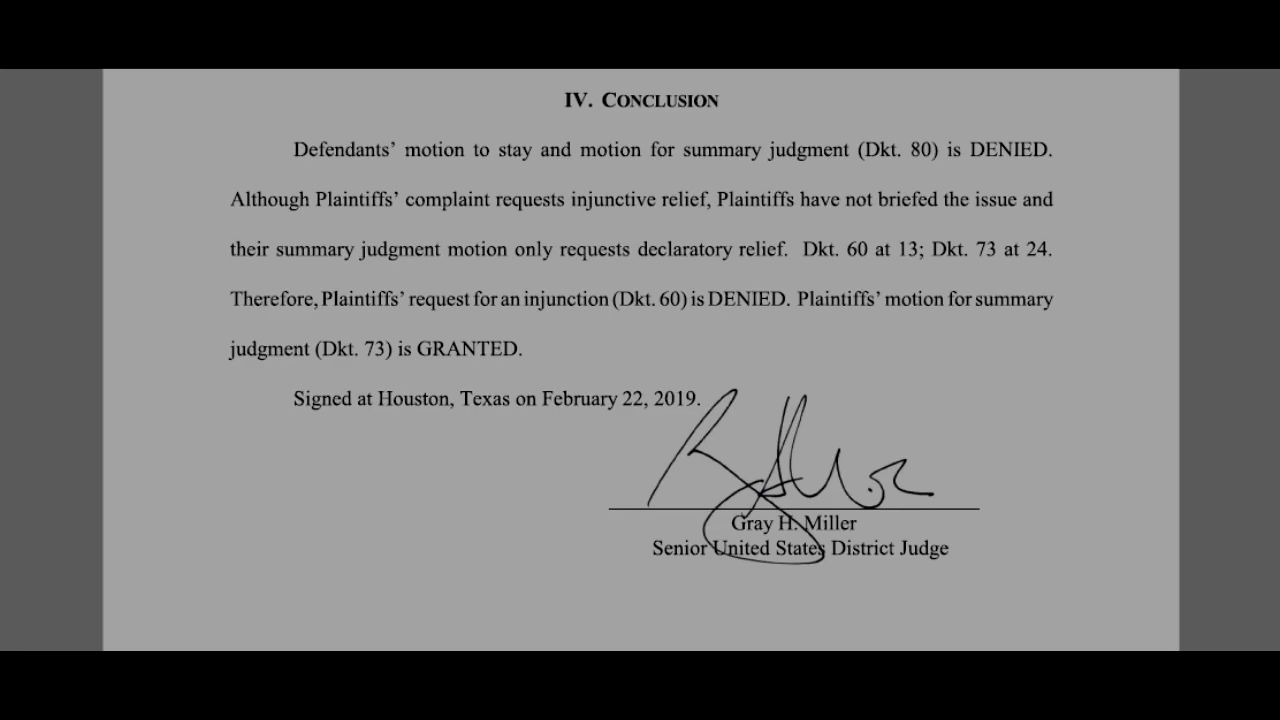 IV. CONCLUSION
Defendants’ motion to stay and motion for summary judgment (Dkt. 80) is DENIED.
Although Plaintiffs’ complaint requests injunctive relief, Plaintiffs have not briefed the issue and
their summary judgment motion only requests declaratory relief. Dkt. 60 at 13; Dkt. 73 at 24.
Therefore, Plaintiffs’ request for an injunction (Dkt. 60) is DENIED. Plaintiffs’ motion for summary
judgment (Dkt. 73) is GRANTED.
Signed at Houston, Texas on February 22, 2019.
Gray H. Miller
Senior United States District Judge